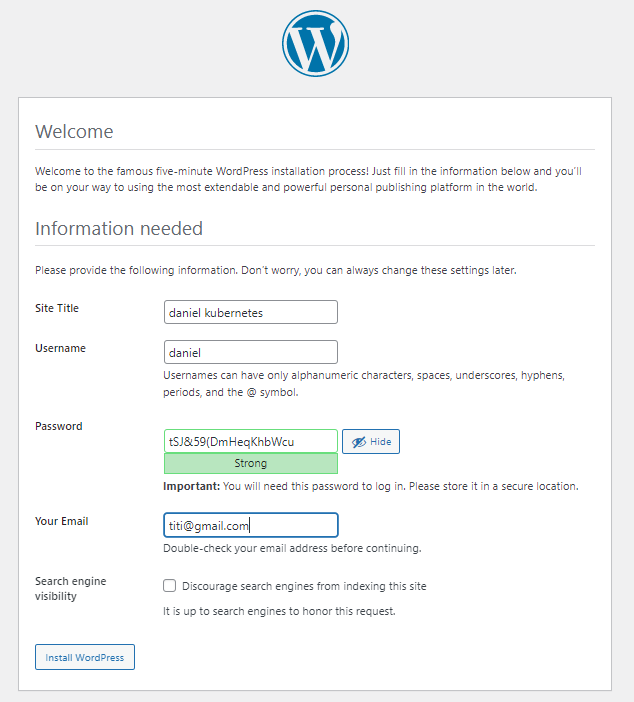 Welcome
Welcome to the famous five-minute WordPress installation process! Just fill in the information below and you'll
be on your way to using the most extendable and powerful personal publishing platform in the world.
Information needed
Please provide the following information. Don't worry, you can always change these settings later.
Site Title
daniel kubernetes
Username
daniel
Usernames can have only alphanumeric characters, spaces, underscores, hyphens,
periods, and the @ symbol.
Password
tSJ&59(DmHeqKhbWcu
Hide
Strong
Important: You will need this password to log in. Please store it in a secure location.
Your Email
titi@gmail.com
Double-check your email address before continuing.
Search engine
visibility
Discourage search engines from indexing this site
It is up to search engines to honor this request.
Install WordPress